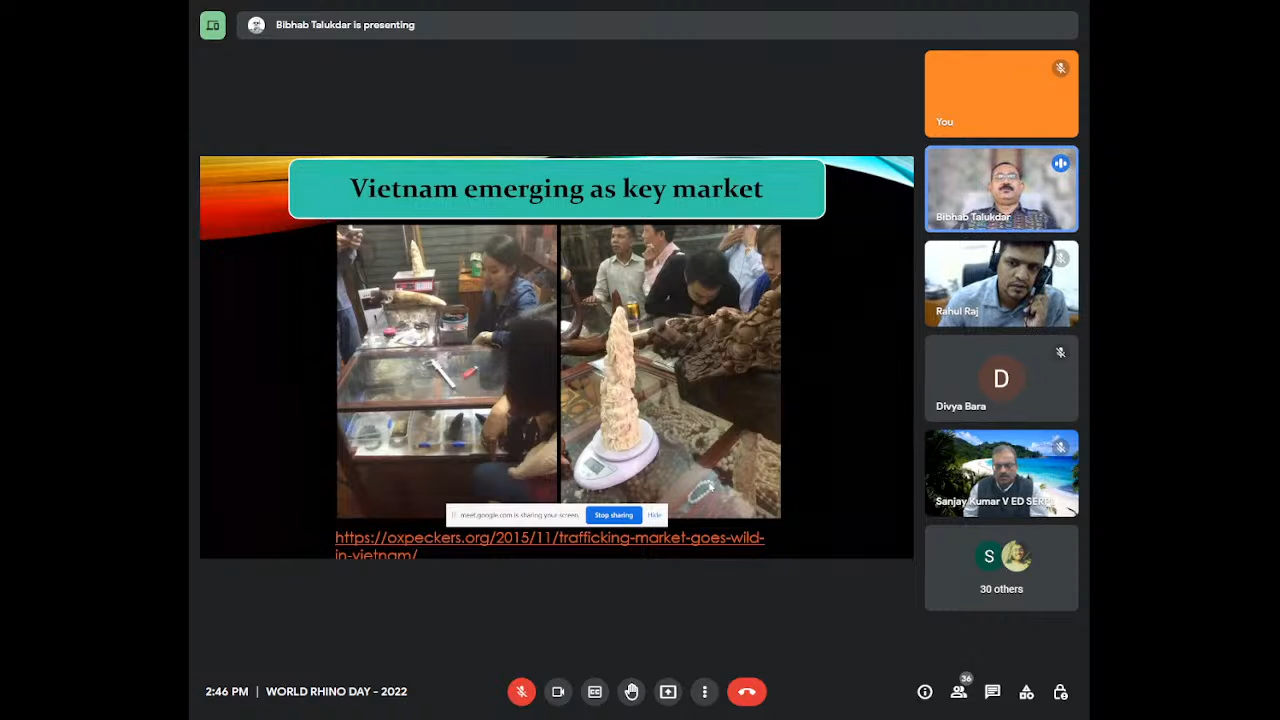 Bibhab Talukdar is presenting
You
Vietnam emerging as key market
Bibhab Talukdar
Rahul Raj
D
Divya Bara
Sanjay Kumar V ED SERPL
meet.google.com is sharing your screen.
Stop sharing
Hide
https://oxpeckers.org/2015/11/trafficking-market-goes-wild-
in-vietnam/
S
30 others
2:46 PM | WORLD RHINO DAY - 2022
36